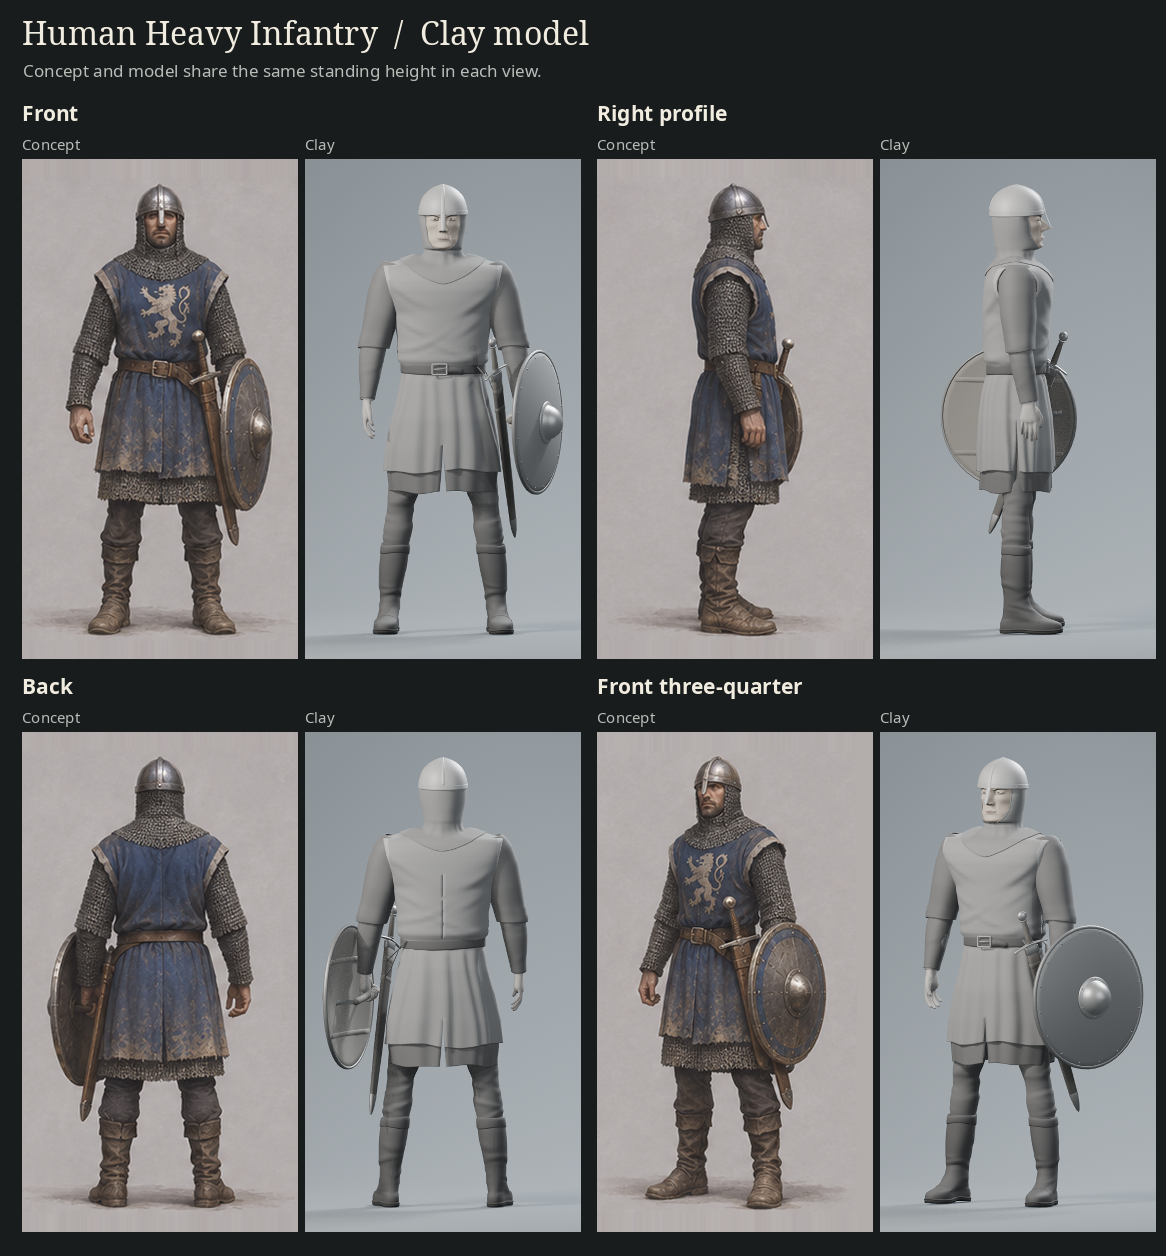 Human Heavy Infantry / Clay model
Concept and model share the same standing height in each view.
Front
Concept
Clay
Right profile
Concept
Clay
Back
Concept
Clay
Front three-quarter
Concept
Clay